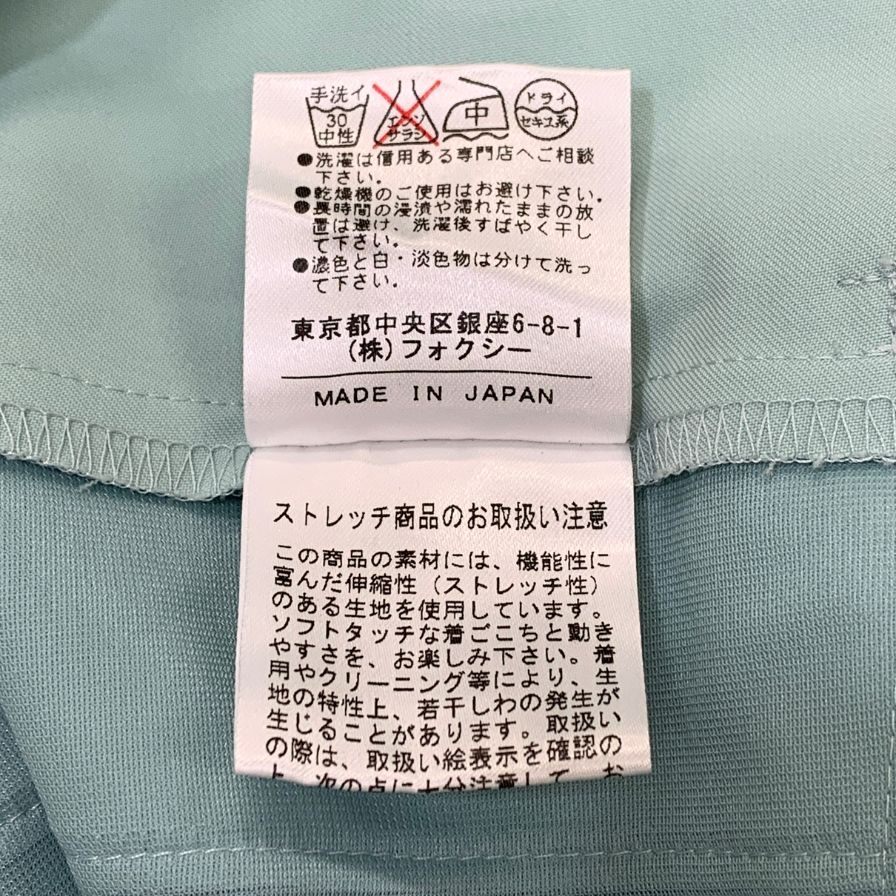 手洗イ
30
中性
エンソ
サラシ
中
ドライ
セキユ系
●洗濯は信用ある専門店へご相談
下さい。
●乾燥機のご使用はお避け下さい。
●長時間の浸漬や濡れたままの放
置は避け、洗濯後すばやく干し
て下さい。
●濃色と白・淡色物は分けて洗っ
て下さい。
東京都中央区銀座6-8-1
(株)フォクシー
MADE IN JAPAN
ストレッチ商品のお取扱い注意
この商品の素材には、機能性に
富んだ伸縮性(ストレッチ性)
のある生地を使用しています。
ソフトタッチな着ごこちと動き
やすさを、お楽しみ下さい。着
用やクリーニング等により、生
地の特性上、若干しわの発生が
生じることがあります。取扱い
の際は、取扱い絵表示を確認の
上、次の点に十分注意して、お